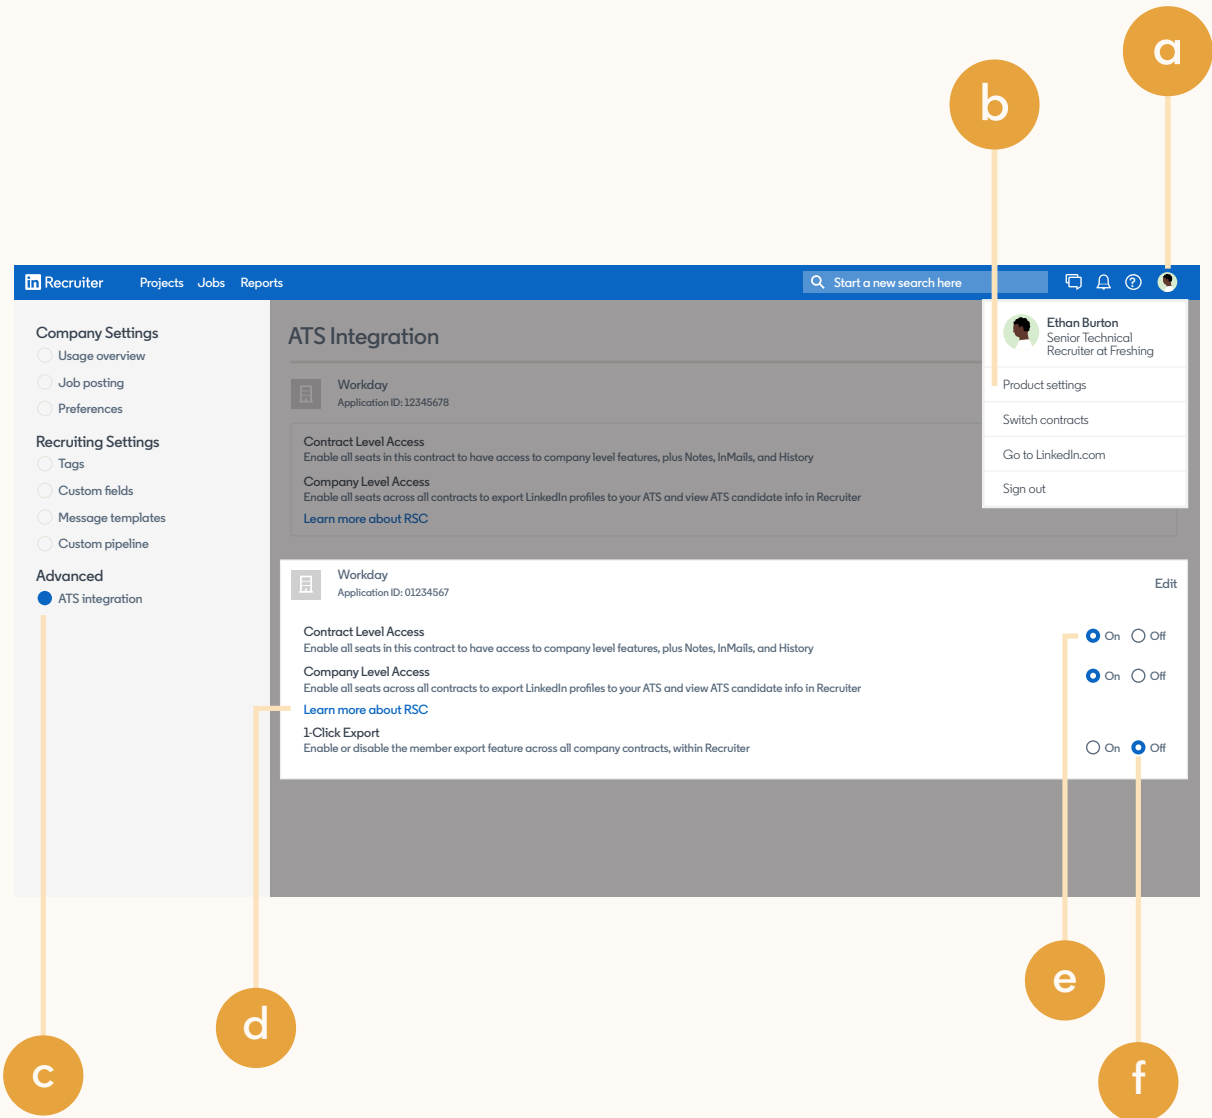 a
b
in Recruiter Projects Jobs Reports Start a new search here
Ethan Burton
Senior Technical
Recruiter at Freshing
Product settings
Switch contracts
Go to LinkedIn.com
Sign out
Company Settings
Usage overview
Job posting
Preferences
Recruiting Settings
Tags
Custom fields
Message templates
Custom pipeline
Advanced
ATS integration
ATS Integration
Workday
Application ID: 12345678
Contract Level Access
Enable all seats in this contract to have access to company level features, plus Notes, InMails, and History
Company Level Access
Enable all seats across all contracts to export LinkedIn profiles to your ATS and view ATS candidate info in Recruiter
Learn more about RSC
Workday
Application ID: 01234567
Edit
Contract Level Access
Enable all seats in this contract to have access to company level features, plus Notes, InMails, and History
On Off
Company Level Access
Enable all seats across all contracts to export LinkedIn profiles to your ATS and view ATS candidate info in Recruiter
On Off
Learn more about RSC
1-Click Export
Enable or disable the member export feature across all company contracts, within Recruiter
On Off
e
d
c
f